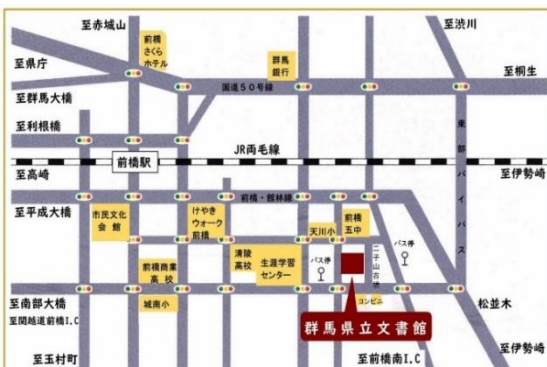 至赤城山
至渋川
前橋
さくら
ホテル
群馬
銀行
至県庁
至桐生
国道50号線
至群馬大橋
至利根橋
東部バイパス
JR両毛線
前橋駅
至高崎
至伊勢崎
前橋・館林線
至平成大橋
市民文化
会館
けやき
ウォーク
前橋
天川小
前橋
五中
二子山古墳
バス停
バス停
清陵
高校
生涯学習
センター
前橋商業
高校
至南部大橋
城南小
コンビニ
松並木
至関越道前橋I.C
群馬県立文書館
至玉村町
至前橋南I.C
至伊勢崎